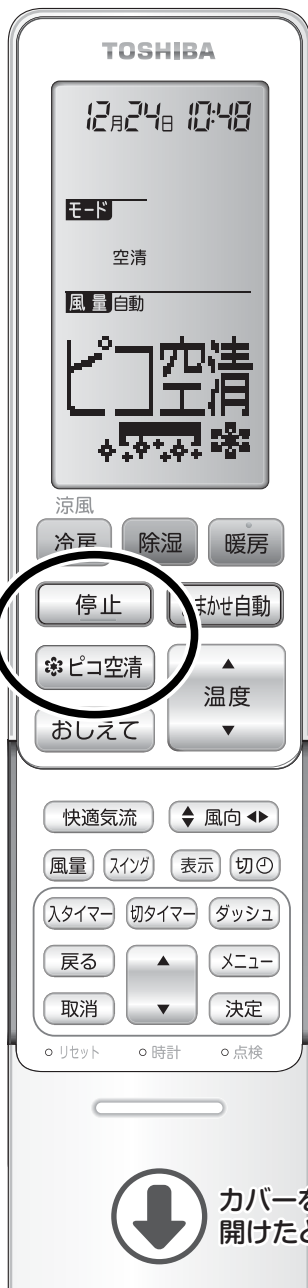 TOSHIBA
12月24日 10:48
モード
空清
風量 自動
ピコ空清
涼風
冷房 除湿 暖房
停止 まかせ自動
ピコ空清 ▲
温度
おしえて ▼
快適気流 風向
風量 スイング 表示 切
入タイマー 切タイマー ダッシュ
戻る ▲ メニュー
取消 ▼ 決定
リセット 時計 点検
カバーを
開けたと